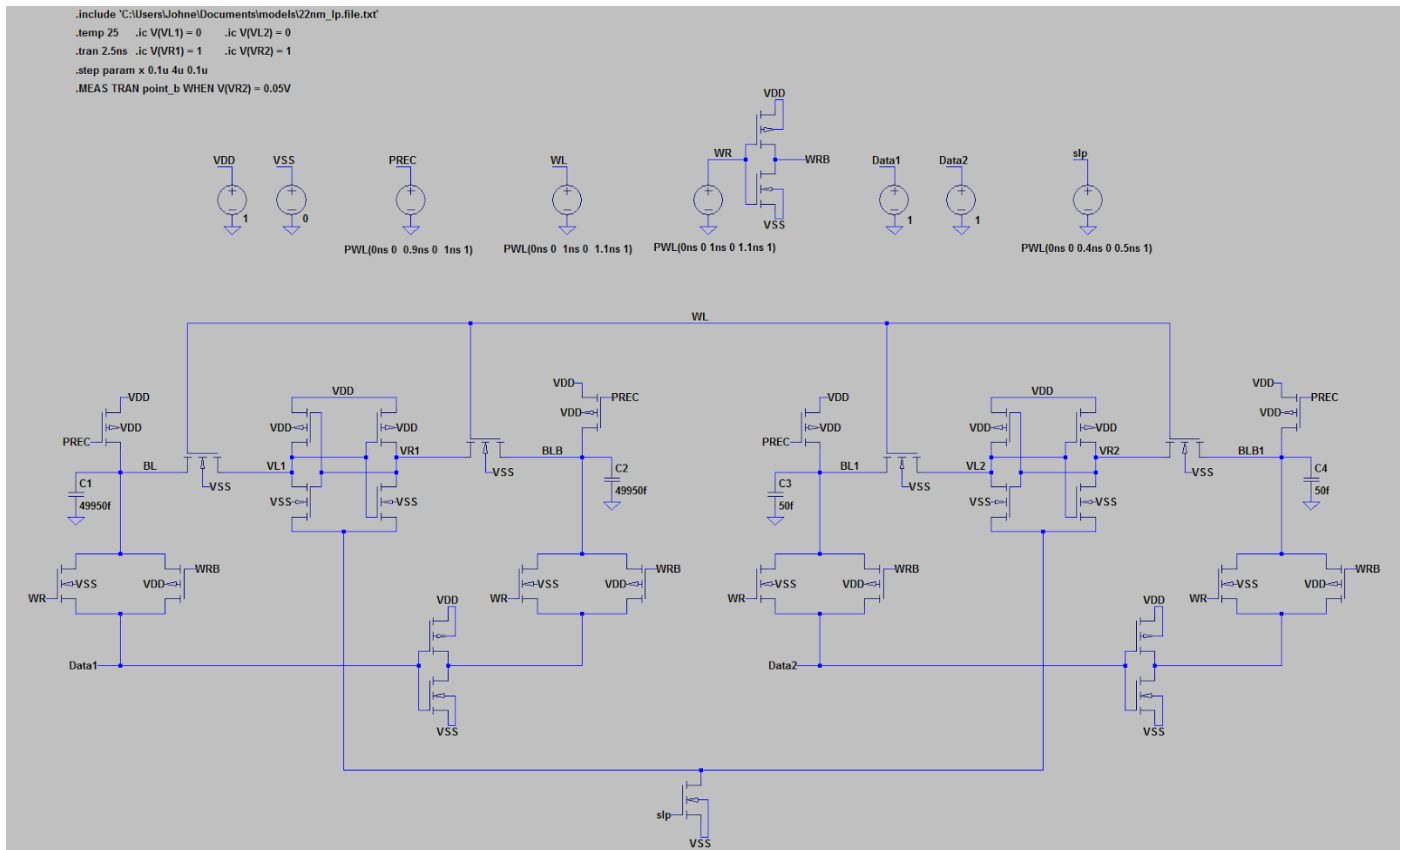 .include 'C:\Users\Johne\Documents\models\22nm_lp.file.txt'
.temp 25 .ic V(VL1) = 0 .ic V(VL2) = 0
.tran 2.5ns .ic V(VR1) = 1 .ic V(VR2) = 1
.step param x 0.1u 4u 0.1u
.MEAS TRAN point_b WHEN V(VR2) = 0.05V
VDD
VDD VSS PREC WL WR WRB Data1 Data2 slp
1 0 1 1
VSS
PWL(0ns 0 0.9ns 0 1ns 1) PWL(0ns 0 1ns 0 1.1ns 1) PWL(0ns 0 1ns 0 1.1ns 1) PWL(0ns 0 0.4ns 0 0.5ns 1)
WL
VDD VDD
VDD VDD PREC VDD VDD PREC
VDD VDD VDD VDD VDD VDD VDD VDD
PREC PREC
VR1 BLB VR2 BLB1
BL VL1 C2 BL1 VL2 C4
C1 VSS VSS C3 VSS VSS
49950f 49950f 50f 50f
VSS VSS VSS VSS
WRB WRB WRB WRB
VSS VDD VSS VDD VSS VDD VSS VDD
WR WR WR WR
VDD VDD
Data1 Data2
VSS VSS
slp
VSS